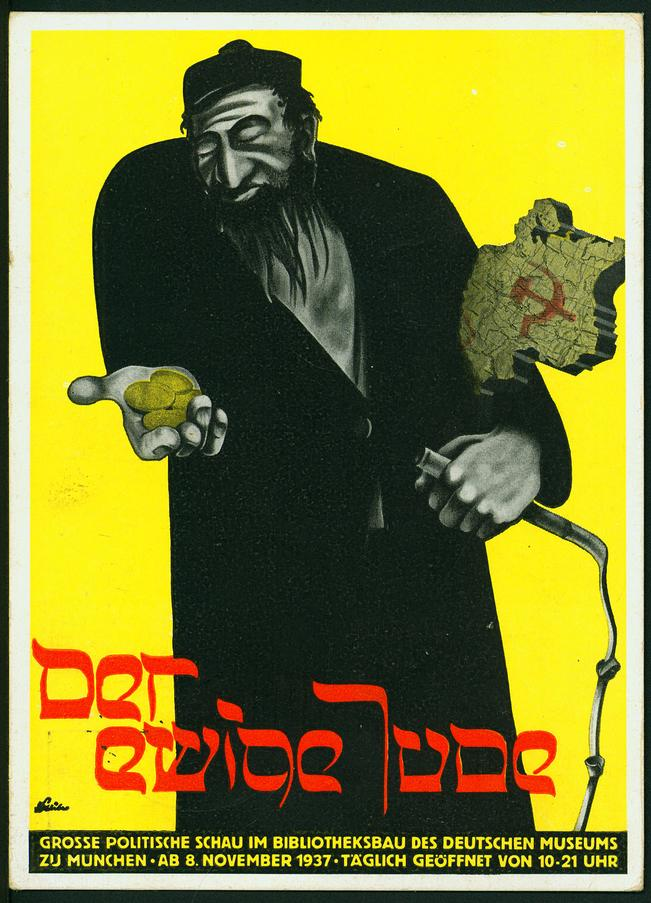 Der
ewige Jude
GROSSE POLITISCHE SCHAU IM BIBLIOTHEKSBAU DES DEUTSCHEN MUSEUMS
ZU MÜNCHEN · AB 8. NOVEMBER 1937 · TÄGLICH GEÖFFNET VON 10-21 UHR